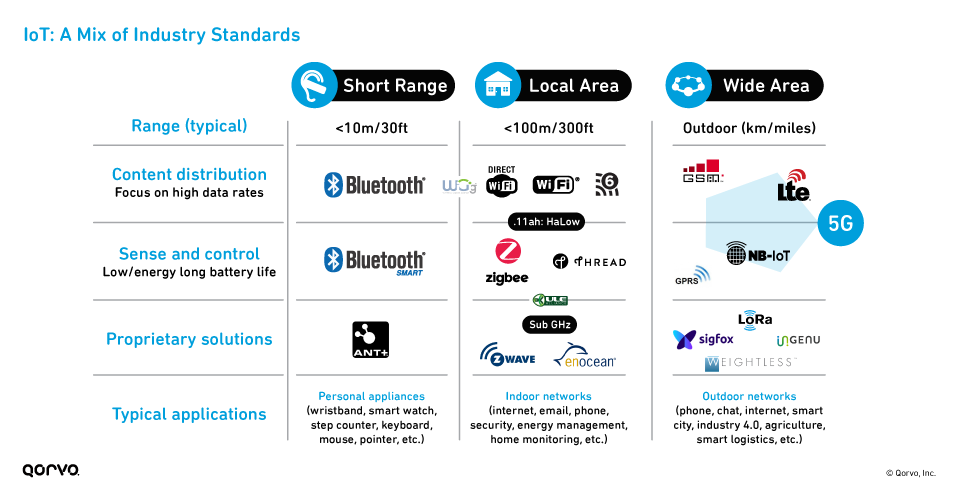 IoT: A Mix of Industry Standards
Short Range
Local Area
Wide Area
Range (typical)
<10m/30ft
<100m/300ft
Outdoor (km/miles)
Content distribution
Focus on high data rates
Bluetooth®
WiGig
DIRECT
WiFi
WiFi®
6
GSM
Lte
5G
.11ah: HaLow
Sense and control
Low/energy long battery life
Bluetooth®
SMART
zigbee
THREAD
NB-IoT
GPRS
ULE
Proprietary solutions
ANT+
Sub GHz
Z WAVE
enocean®
LoRa
sigfox
INGENU
WEIGHTLESS™
Typical applications
Personal appliances
(wristband, smart watch,
step counter, keyboard,
mouse, pointer, etc.)
Indoor networks
(internet, email, phone,
security, energy management,
home monitoring, etc.)
Outdoor networks
(phone, chat, internet, smart
city, industry 4.0, agriculture,
smart logistics, etc.)
QORVO
© Qorvo, Inc.